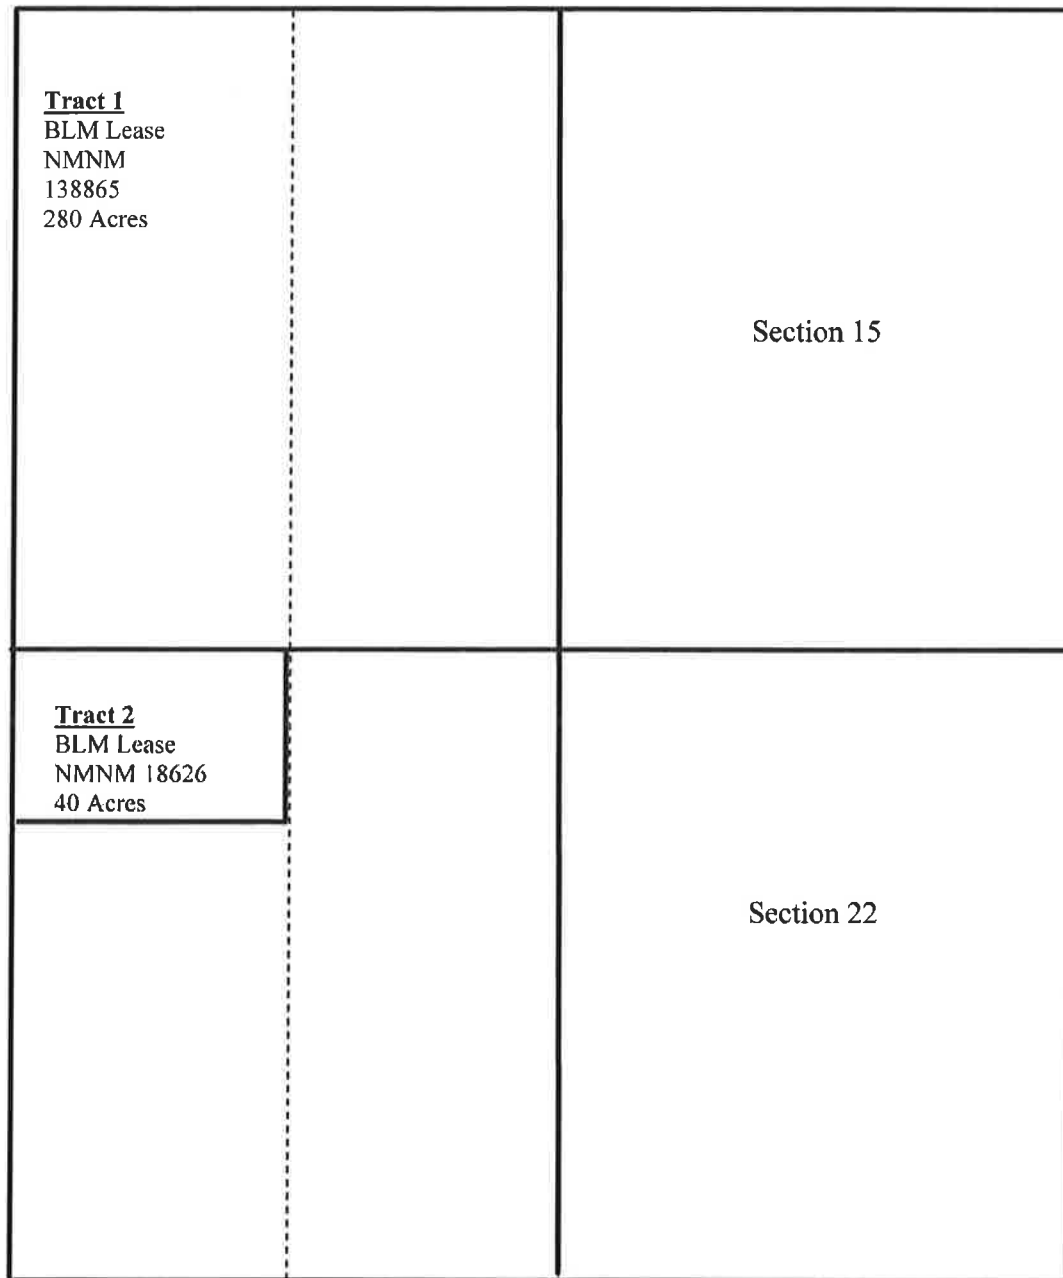 Tract 1
BLM Lease
NMNM
138865
280 Acres
Section 15
Tract 2
BLM Lease
NMNM 18626
40 Acres
Section 22